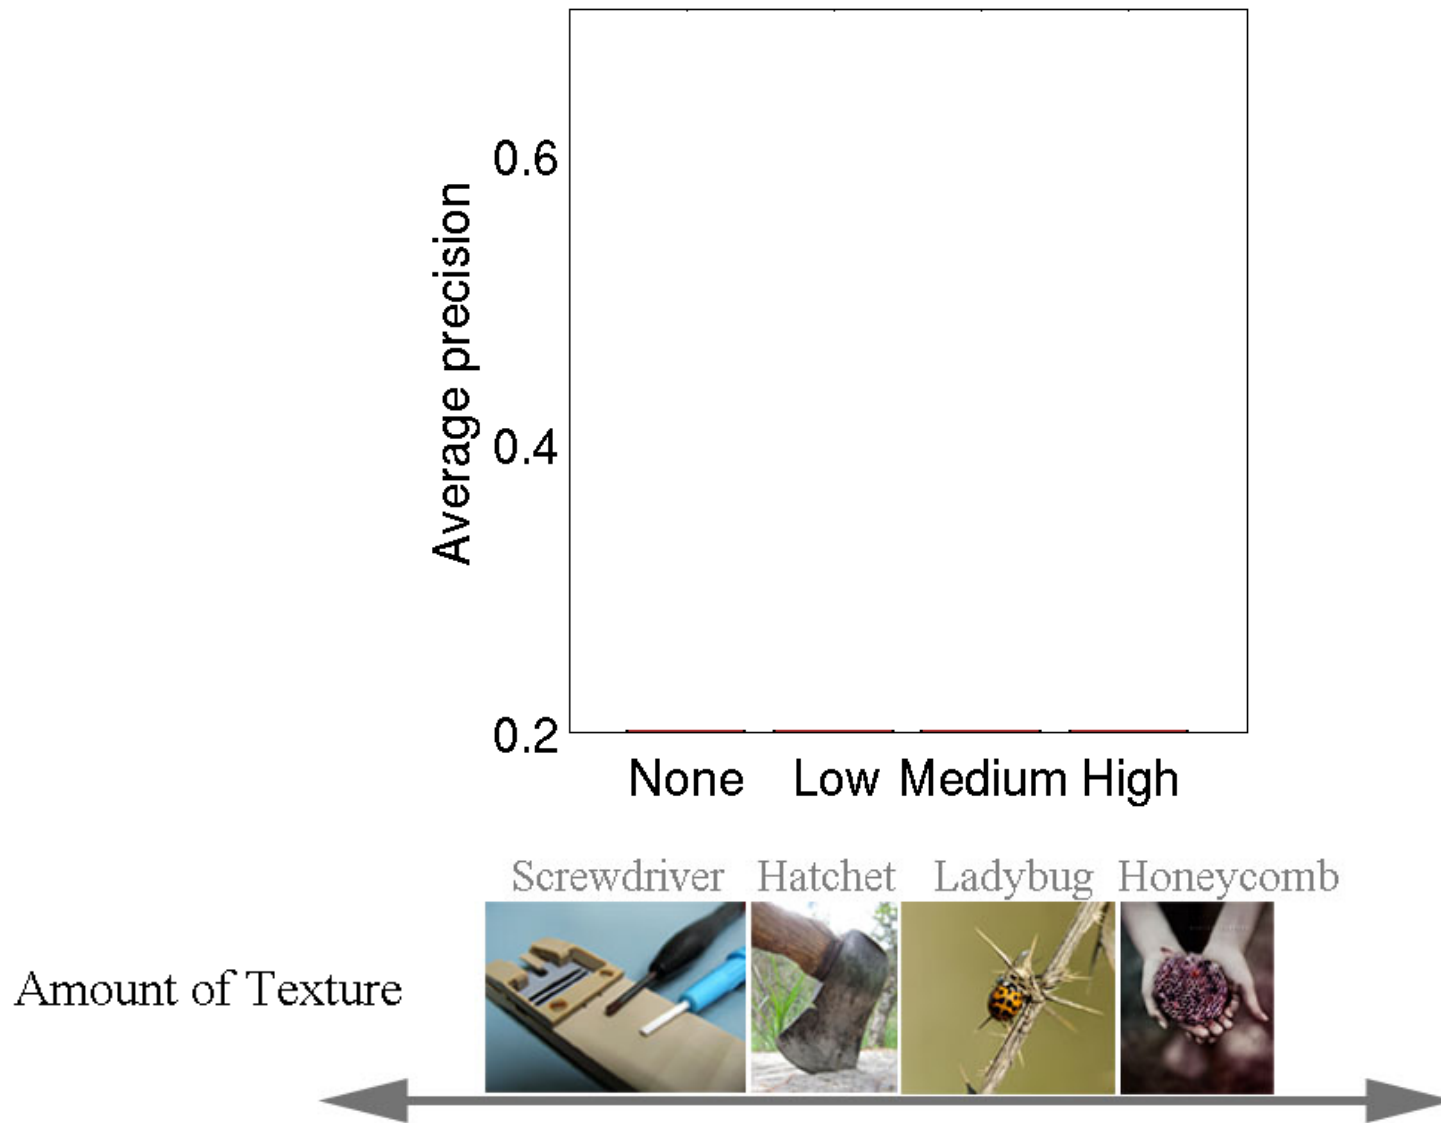 0.6
0.4
0.2
Average precision
None Low Medium High
Screwdriver Hatchet Ladybug Honeycomb
Amount of Texture